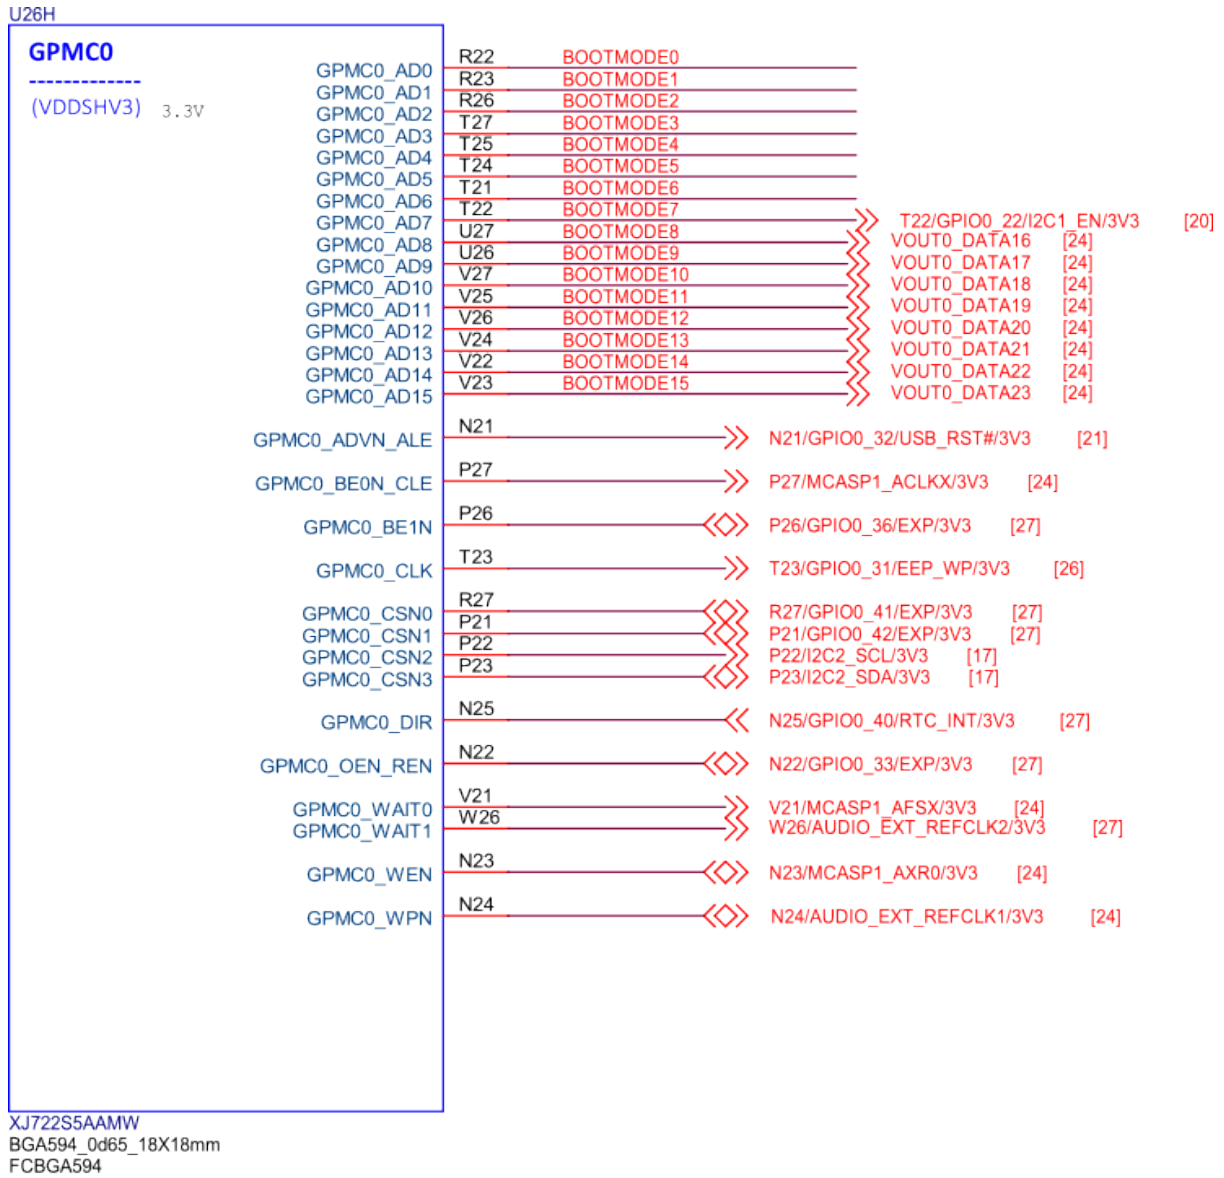 U26H
GPMC0
-------------
(VDDSHV3) 3.3V
GPMC0_AD0 R22 BOOTMODE0
GPMC0_AD1 R23 BOOTMODE1
GPMC0_AD2 R26 BOOTMODE2
GPMC0_AD3 T27 BOOTMODE3
GPMC0_AD4 T25 BOOTMODE4
GPMC0_AD5 T24 BOOTMODE5
GPMC0_AD6 T21 BOOTMODE6
GPMC0_AD7 T22 BOOTMODE7 T22/GPIO0_22/I2C1_EN/3V3 [20]
GPMC0_AD8 U27 BOOTMODE8 VOUT0_DATA16 [24]
GPMC0_AD9 U26 BOOTMODE9 VOUT0_DATA17 [24]
GPMC0_AD10 V27 BOOTMODE10 VOUT0_DATA18 [24]
GPMC0_AD11 V25 BOOTMODE11 VOUT0_DATA19 [24]
GPMC0_AD12 V26 BOOTMODE12 VOUT0_DATA20 [24]
GPMC0_AD13 V24 BOOTMODE13 VOUT0_DATA21 [24]
GPMC0_AD14 V22 BOOTMODE14 VOUT0_DATA22 [24]
GPMC0_AD15 V23 BOOTMODE15 VOUT0_DATA23 [24]
GPMC0_ADVN_ALE N21 N21/GPIO0_32/USB_RST#/3V3 [21]
GPMC0_BE0N_CLE P27 P27/MCASP1_ACLKX/3V3 [24]
GPMC0_BE1N P26 P26/GPIO0_36/EXP/3V3 [27]
GPMC0_CLK T23 T23/GPIO0_31/EEP_WP/3V3 [26]
GPMC0_CSN0 R27 R27/GPIO0_41/EXP/3V3 [27]
GPMC0_CSN1 P21 P21/GPIO0_42/EXP/3V3 [27]
GPMC0_CSN2 P22 P22/I2C2_SCL/3V3 [17]
GPMC0_CSN3 P23 P23/I2C2_SDA/3V3 [17]
GPMC0_DIR N25 N25/GPIO0_40/RTC_INT/3V3 [27]
GPMC0_OEN_REN N22 N22/GPIO0_33/EXP/3V3 [27]
GPMC0_WAIT0 V21 V21/MCASP1_AFSX/3V3 [24]
GPMC0_WAIT1 W26 W26/AUDIO_EXT_REFCLK2/3V3 [27]
GPMC0_WEN N23 N23/MCASP1_AXR0/3V3 [24]
GPMC0_WPN N24 N24/AUDIO_EXT_REFCLK1/3V3 [24]
XJ722S5AAMW
BGA594_0d65_18X18mm
FCBGA594